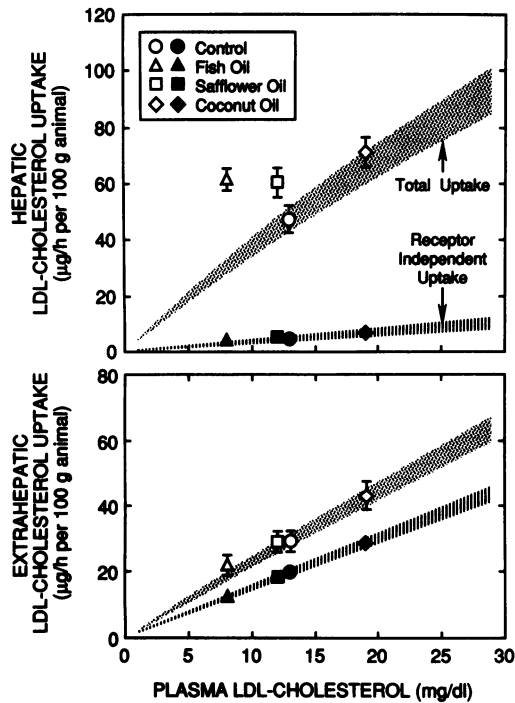 120
100
80
60
40
20
0
HEPATIC
LDL-CHOLESTEROL UPTAKE
(μg/h per 100 g animal)
Control
Fish Oil
Safflower Oil
Coconut Oil
Total Uptake
Receptor
Independent
Uptake
80
60
40
20
0
EXTRAHEPATIC
LDL-CHOLESTEROL UPTAKE
(μg/h per 100 g animal)
0 5 10 15 20 25 30
PLASMA LDL-CHOLESTEROL (mg/dl)